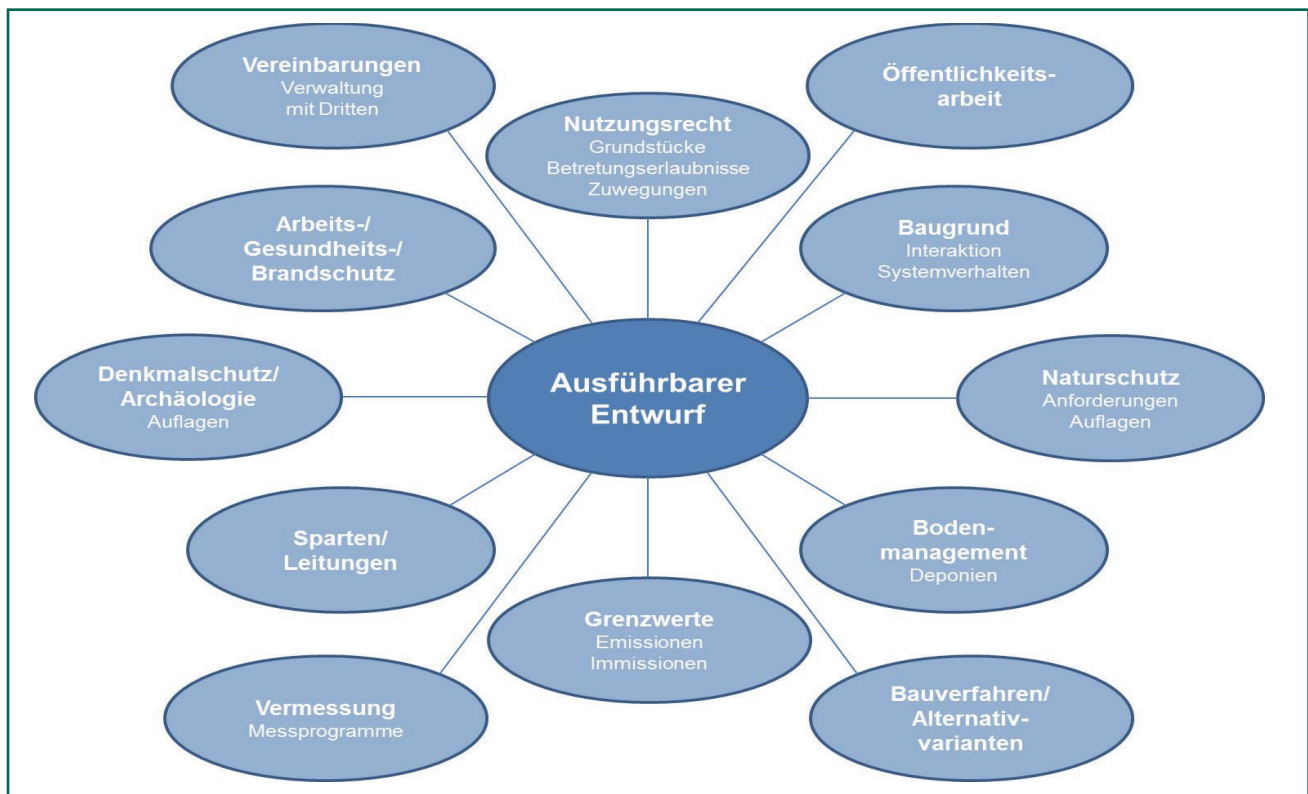 Vereinbarungen
Verwaltung
mit Dritten
Öffentlichkeits-
arbeit
Nutzungsrecht
Grundstücke
Betretungserlaubnisse
Zuwegungen
Arbeits-/
Gesundheits-/
Brandschutz
Baugrund
Interaktion
Systemverhalten
Ausführbarer
Entwurf
Denkmalschutz/
Archäologie
Auflagen
Naturschutz
Anforderungen
Auflagen
Sparten/
Leitungen
Boden-
management
Deponien
Grenzwerte
Emissionen
Immissionen
Vermessung
Messprogramme
Bauverfahren/
Alternativ-
varianten